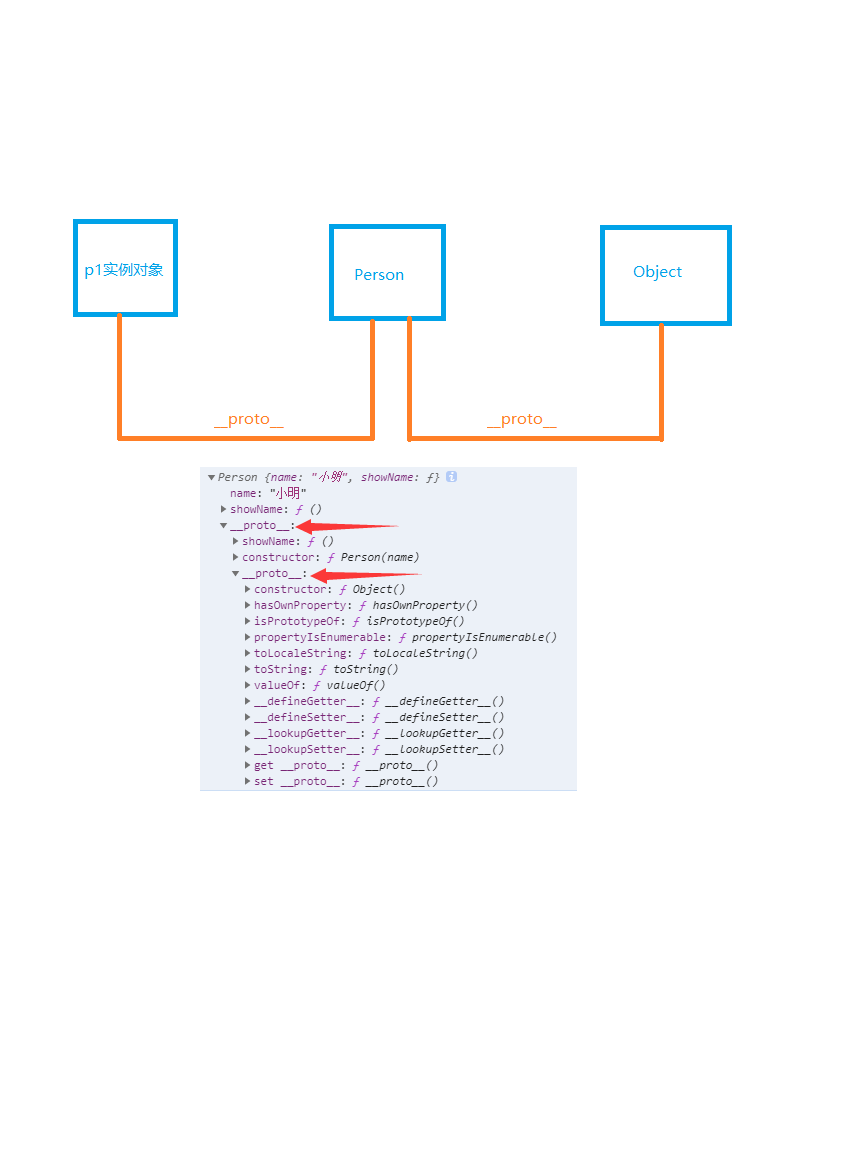 p1实例对象
Person
Object
__proto__
__proto__
Person {name: "小明", showName: ƒ} i
name: "小明"
showName: ƒ ()
__proto__:
showName: ƒ ()
constructor: ƒ Person(name)
__proto__:
constructor: ƒ Object()
hasOwnProperty: ƒ hasOwnProperty()
isPrototypeOf: ƒ isPrototypeOf()
propertyIsEnumerable: ƒ propertyIsEnumerable()
toLocaleString: ƒ toLocaleString()
toString: ƒ toString()
valueOf: ƒ valueOf()
__defineGetter__: ƒ __defineGetter__()
__defineSetter__: ƒ __defineSetter__()
__lookupGetter__: ƒ __lookupGetter__()
__lookupSetter__: ƒ __lookupSetter__()
get __proto__: ƒ __proto__()
set __proto__: ƒ __proto__()